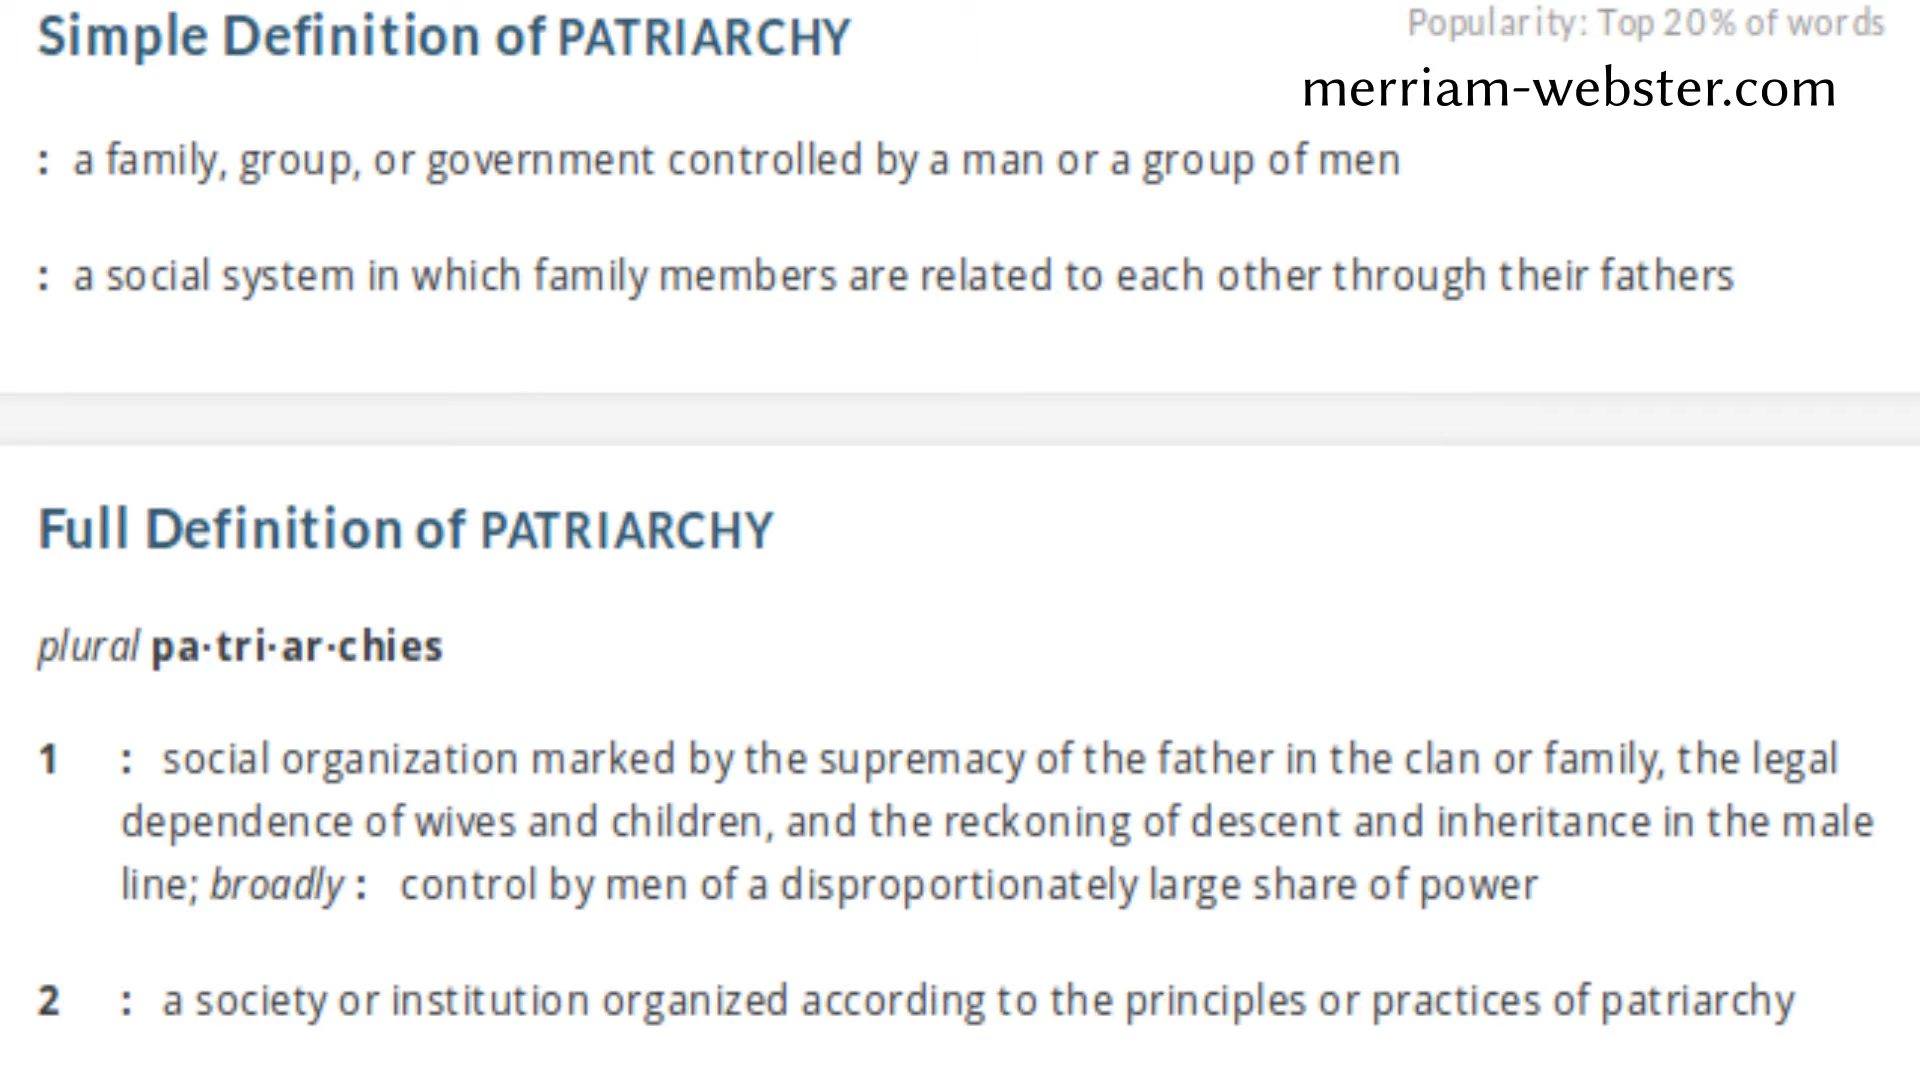 Simple Definition of PATRIARCHY
Popularity: Top 20% of words
merriam-webster.com
: a family, group, or government controlled by a man or a group of men
: a social system in which family members are related to each other through their fathers
Full Definition of PATRIARCHY
plural pa·tri·ar·chies
1 : social organization marked by the supremacy of the father in the clan or family, the legal
dependence of wives and children, and the reckoning of descent and inheritance in the male
line; broadly : control by men of a disproportionately large share of power
2 : a society or institution organized according to the principles or practices of patriarchy